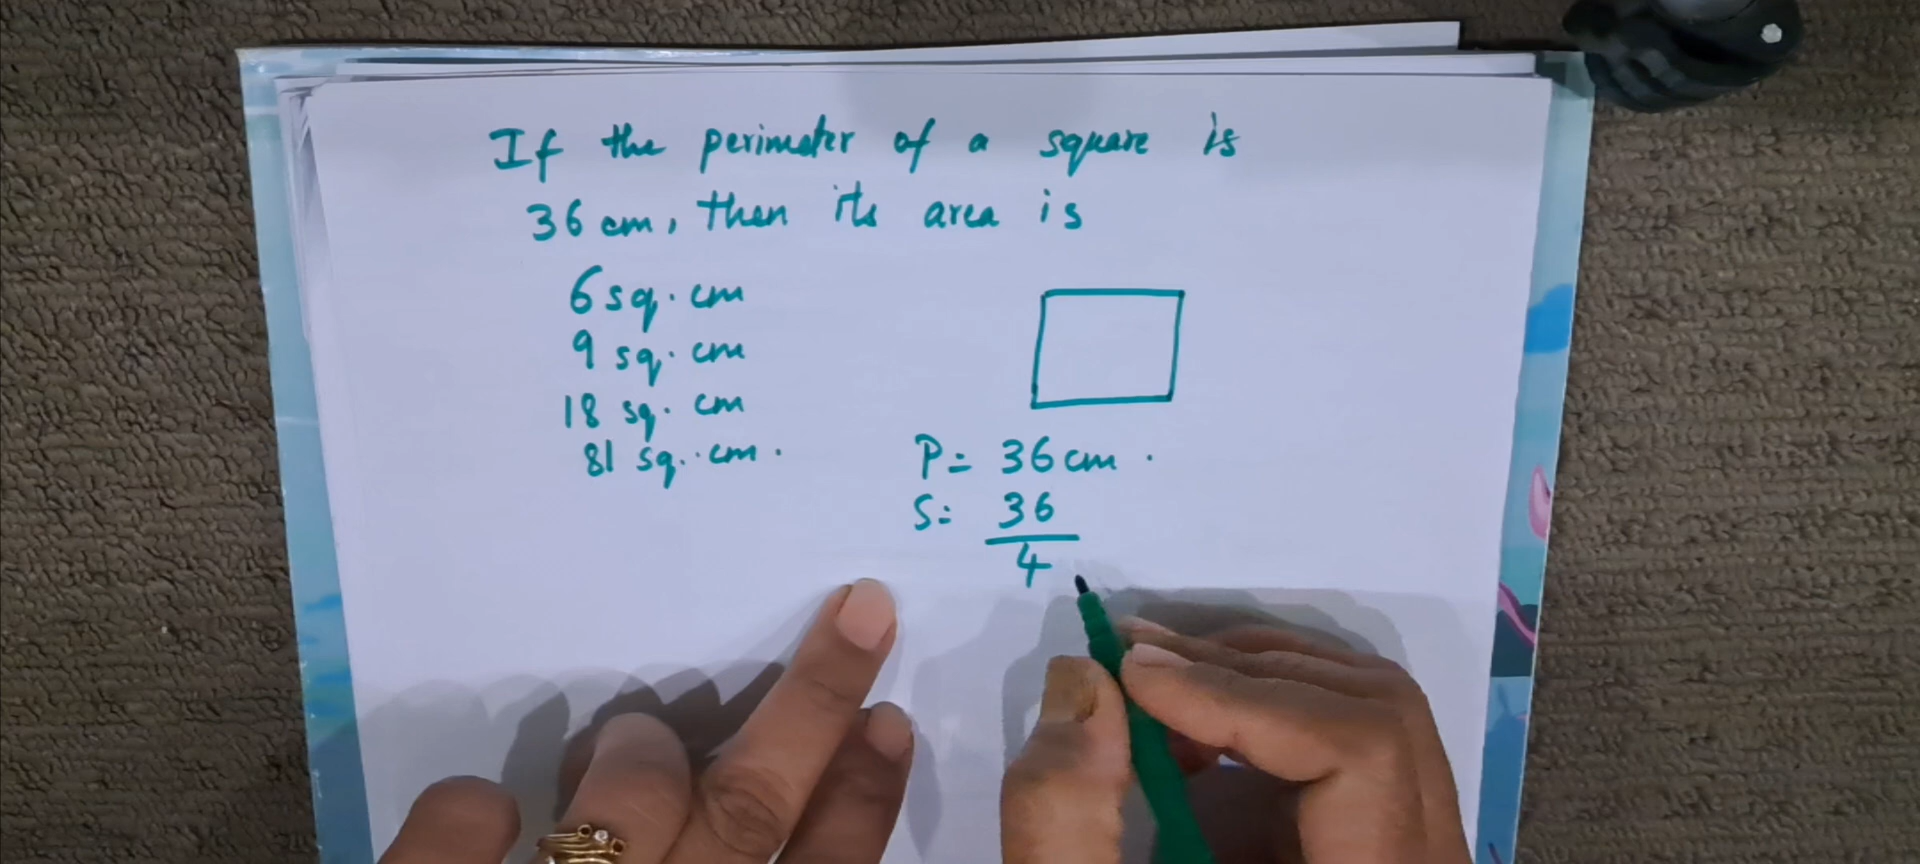 If the perimeter of a square is
36 cm, then its area is
6 sq. cm
9 sq. cm
18 sq. cm
81 sq. cm.
P = 36 cm.
S = 36
4